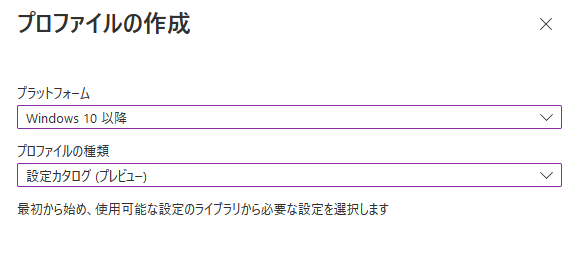 プロファイルの作成
プラットフォーム
Windows 10 以降
プロファイルの種類
設定カタログ (プレビュー)
最初から始め、使用可能な設定のライブラリから必要な設定を選択します